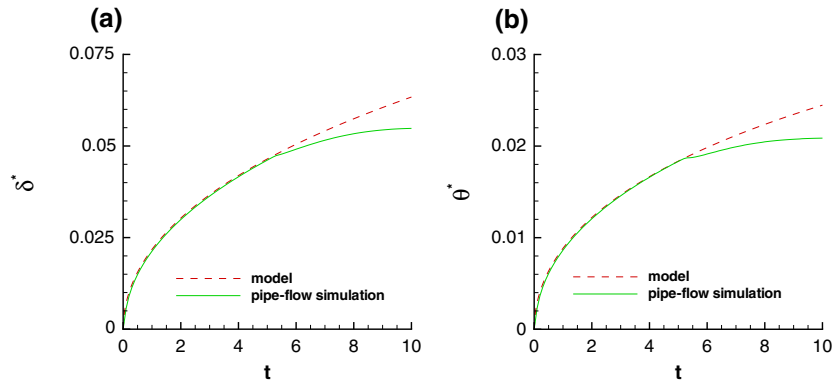 (a)
0.075
0.05
0.025
0
δ*
0 2 4 6 8 10
t
model
pipe-flow simulation
(b)
0.03
0.02
0.01
0
θ*
0 2 4 6 8 10
t
model
pipe-flow simulation